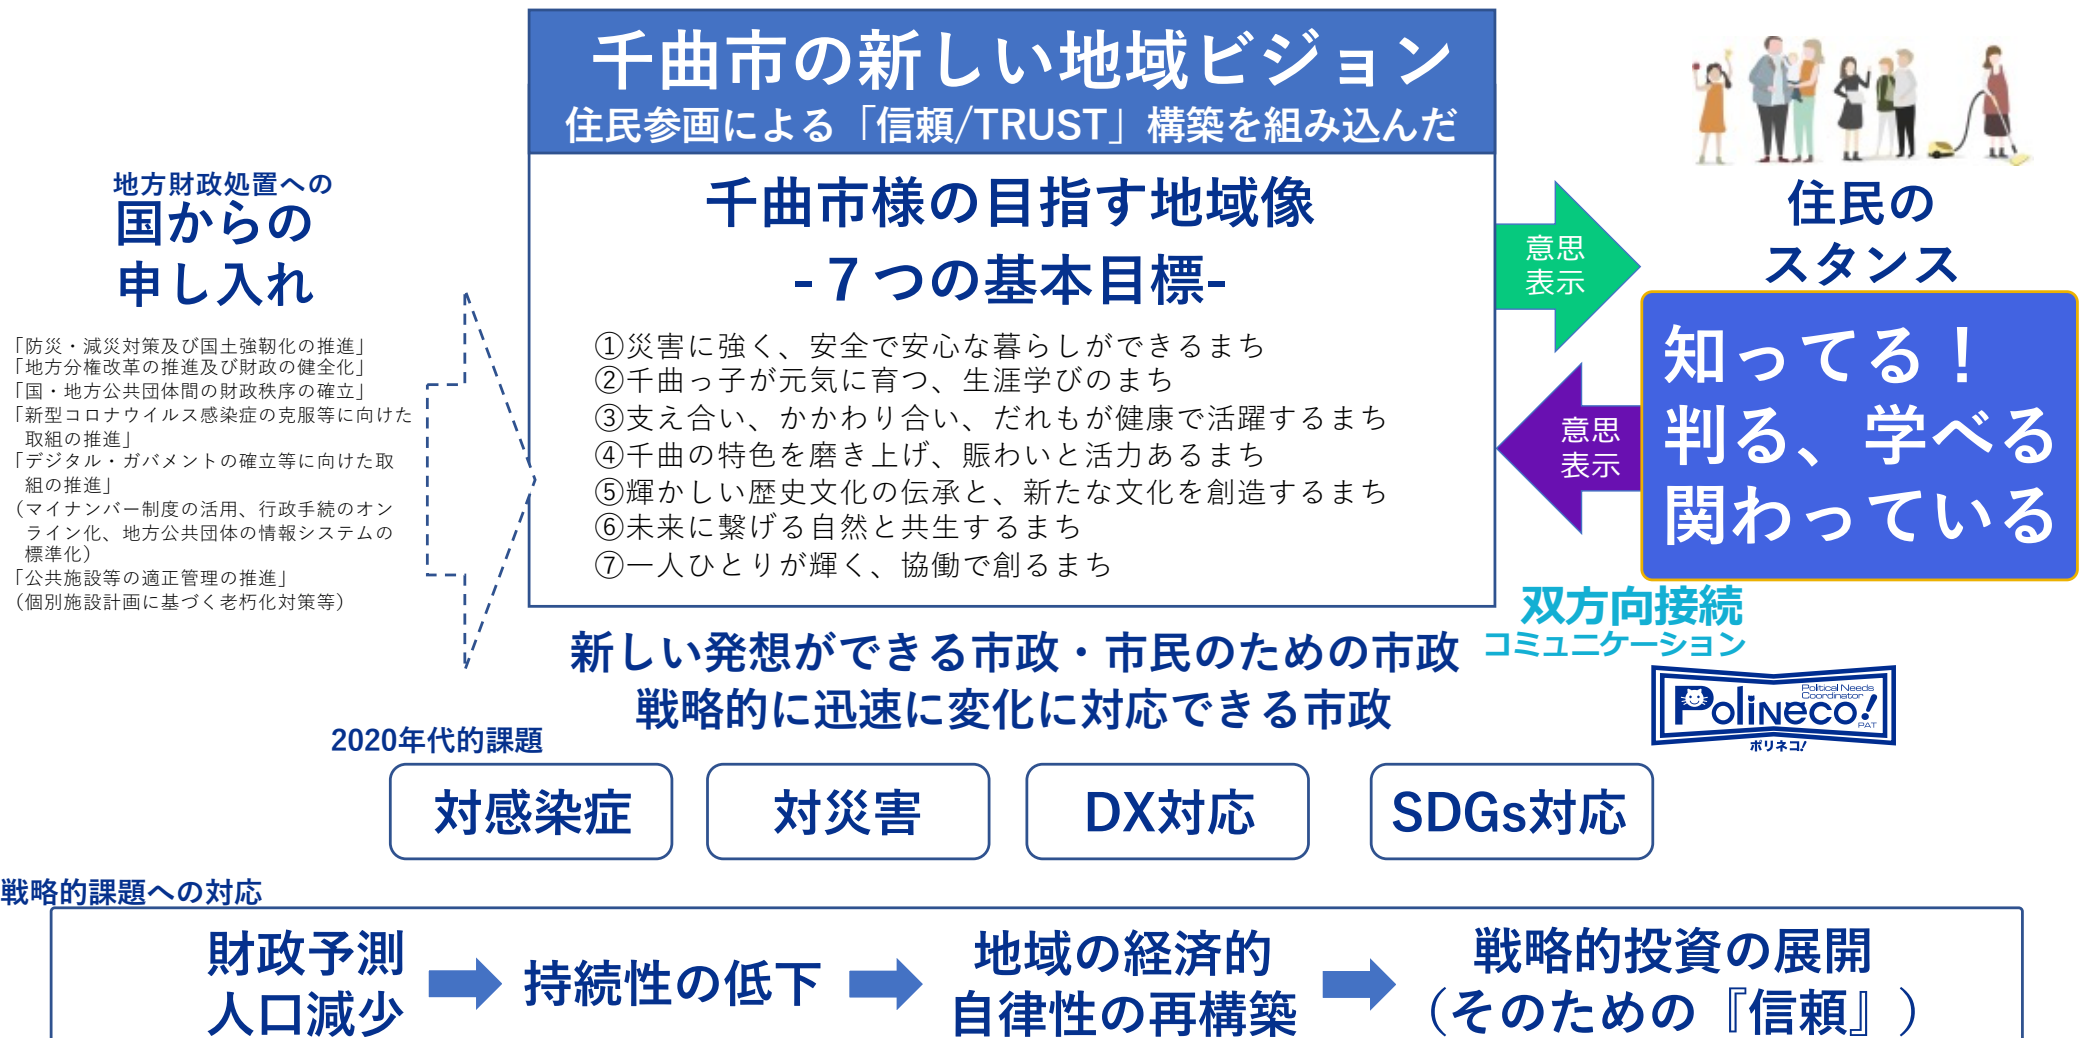 千曲市の新しい地域ビジョン
住民参画による「信頼/TRUST」構築を組み込んだ
地方財政処置への
国からの
申し入れ
「防災・減災対策及び国土強靭化の推進」
「地方分権改革の推進及び財政の健全化」
「国・地方公共団体間の財政秩序の確立」
「新型コロナウイルス感染症の克服等に向けた
取組の推進」
「デジタル・ガバメントの確立等に向けた取
組の推進」
（マイナンバー制度の活用、行政手続のオン
ライン化、地方公共団体の情報システムの
標準化）
「公共施設等の適正管理の推進」
（個別施設計画に基づく老朽化対策等）
千曲市様の目指す地域像
-７つの基本目標-
①災害に強く、安全で安心な暮らしができるまち
②千曲っ子が元気に育つ、生涯学びのまち
③支え合い、かかわり合い、だれもが健康で活躍するまち
④千曲の特色を磨き上げ、賑わいと活力あるまち
⑤輝かしい歴史文化の伝承と、新たな文化を創造するまち
⑥未来に繋げる自然と共生するまち
⑦一人ひとりが輝く、協働で創るまち
意思
表示
意思
表示
住民の
スタンス
知ってる！
判る、学べる
関わっている
双方向接続
コミュニケーション
Political Needs
Coordinator
Polineco!
PAT
ポリネコ!
新しい発想ができる市政・市民のための市政
戦略的に迅速に変化に対応できる市政
2020年代的課題
対感染症
対災害
DX対応
SDGs対応
戦略的課題への対応
財政予測
人口減少
持続性の低下
地域の経済的
自律性の再構築
戦略的投資の展開
（そのための『信頼』）